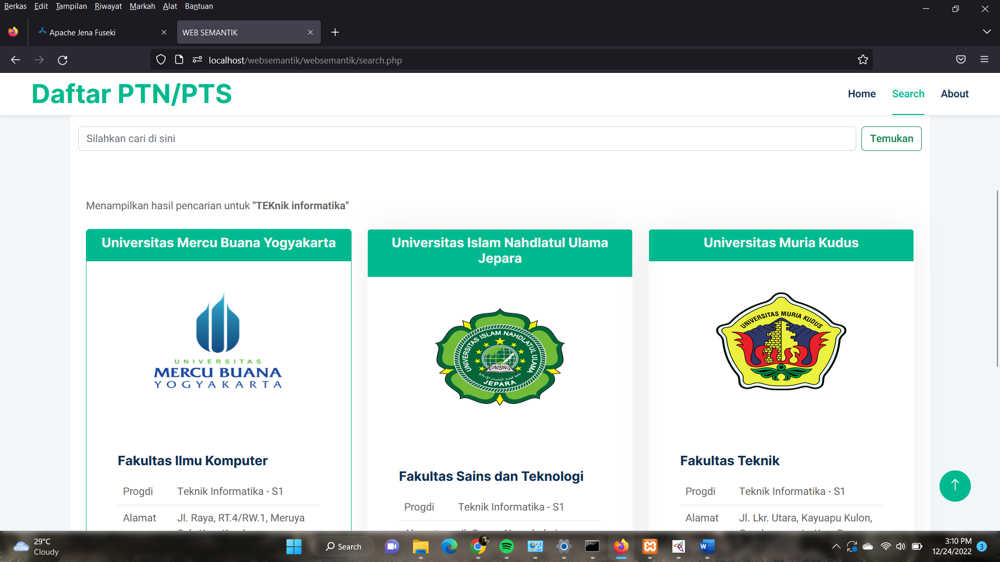 Berkas Edit Tampilan Riwayat Markah Alat Bantuan
Apache Jena Fuseki
WEB SEMANTIK
localhost/websemantik/websemantik/search.php
Daftar PTN/PTS
Home Search About
Silahkan cari di sini
Temukan
Menampilkan hasil pencarian untuk "TEKnik informatika"
Universitas Mercu Buana Yogyakarta
UNIVERSITAS
MERCU BUANA
YOGYAKARTA
Fakultas Ilmu Komputer
Progdi Teknik Informatika - S1
Alamat Jl. Raya, RT.4/RW.1, Meruya
Universitas Islam Nahdlatul Ulama
Jepara
UNIVERSITAS ISLAM NAHDLATUL ULAMA
UNISNU
JEPARA
Fakultas Sains dan Teknologi
Progdi Teknik Informatika - S1
Universitas Muria Kudus
UNIVERSITAS MURIA KUDUS
Fakultas Teknik
Progdi Teknik Informatika - S1
Alamat Jl. Lkr. Utara, Kayuapu Kulon,
29°C
Cloudy
Search
3:10 PM
12/24/2022
3